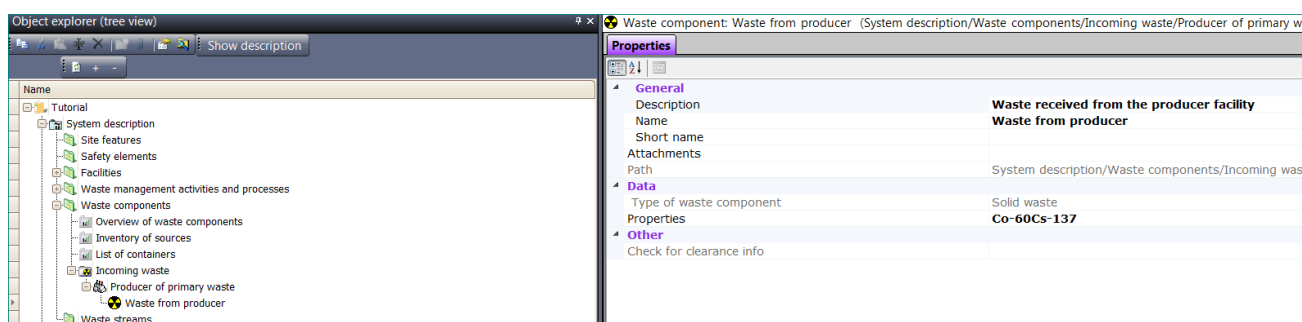 Object explorer (tree view)
Show description
+ -
Name
Tutorial
System description
Site features
Safety elements
Facilities
Waste management activities and processes
Waste components
Overview of waste components
Inventory of sources
List of containers
Incoming waste
Producer of primary waste
Waste from producer
Waste streams
Waste component: Waste from producer (System description/Waste components/Incoming waste/Producer of primary w
Properties
General
Description Waste received from the producer facility
Name Waste from producer
Short name
Attachments
Path System description/Waste components/Incoming was
Data
Type of waste component Solid waste
Properties Co-60Cs-137
Other
Check for clearance info